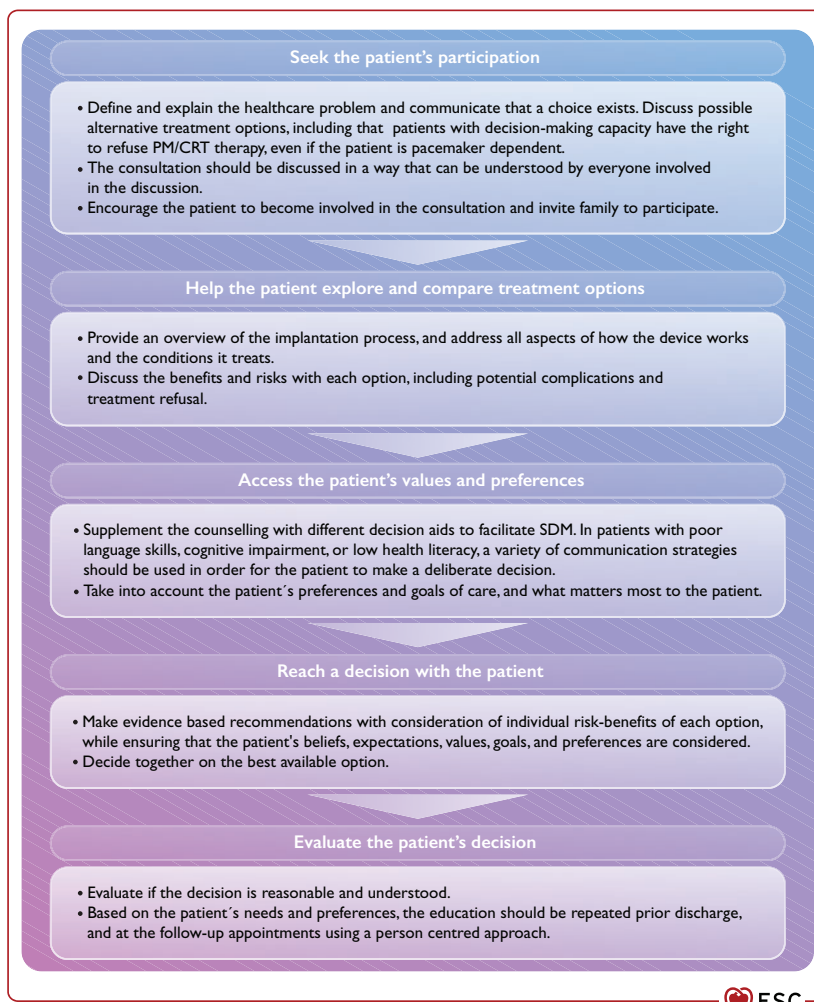 Seek the patient's participation
• Define and explain the healthcare problem and communicate that a choice exists. Discuss possible
alternative treatment options, including that patients with decision-making capacity have the right
to refuse PM/CRT therapy, even if the patient is pacemaker dependent.
• The consultation should be discussed in a way that can be understood by everyone involved
in the discussion.
• Encourage the patient to become involved in the consultation and invite family to participate.
Help the patient explore and compare treatment options
• Provide an overview of the implantation process, and address all aspects of how the device works
and the conditions it treats.
• Discuss the benefits and risks with each option, including potential complications and
treatment refusal.
Access the patient's values and preferences
• Supplement the counselling with different decision aids to facilitate SDM. In patients with poor
language skills, cognitive impairment, or low health literacy, a variety of communication strategies
should be used in order for the patient to make a deliberate decision.
• Take into account the patient´s preferences and goals of care, and what matters most to the patient.
Reach a decision with the patient
• Make evidence based recommendations with consideration of individual risk-benefits of each option,
while ensuring that the patient's beliefs, expectations, values, goals, and preferences are considered.
• Decide together on the best available option.
Evaluate the patient's decision
• Evaluate if the decision is reasonable and understood.
• Based on the patient´s needs and preferences, the education should be repeated prior discharge,
and at the follow-up appointments using a person centred approach.
ESC